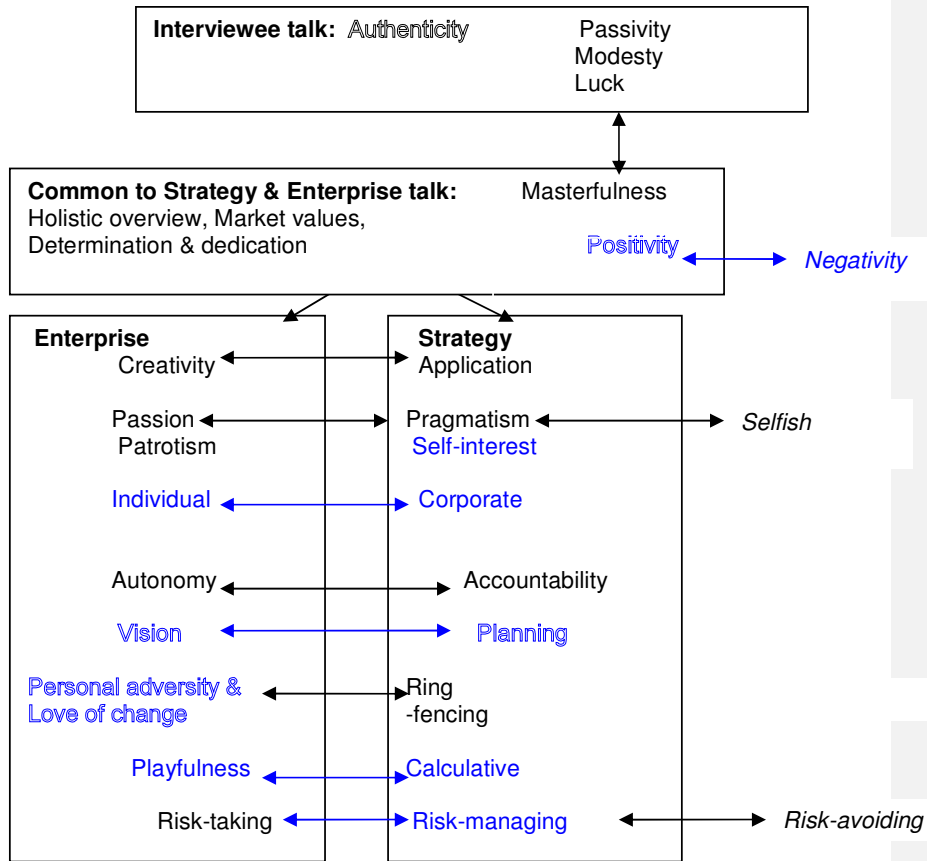 Interviewee talk: Authenticity Passivity
Modesty
Luck
Common to Strategy & Enterprise talk: Masterfulness
Holistic overview, Market values,
Determination & dedication Positivity Negativity
Enterprise Strategy
Creativity Application
Passion Pragmatism Selfish
Patrotism Self-interest
Individual Corporate
Autonomy Accountability
Vision Planning
Personal adversity & Ring
Love of change -fencing
Playfulness Calculative
Risk-taking Risk-managing Risk-avoiding